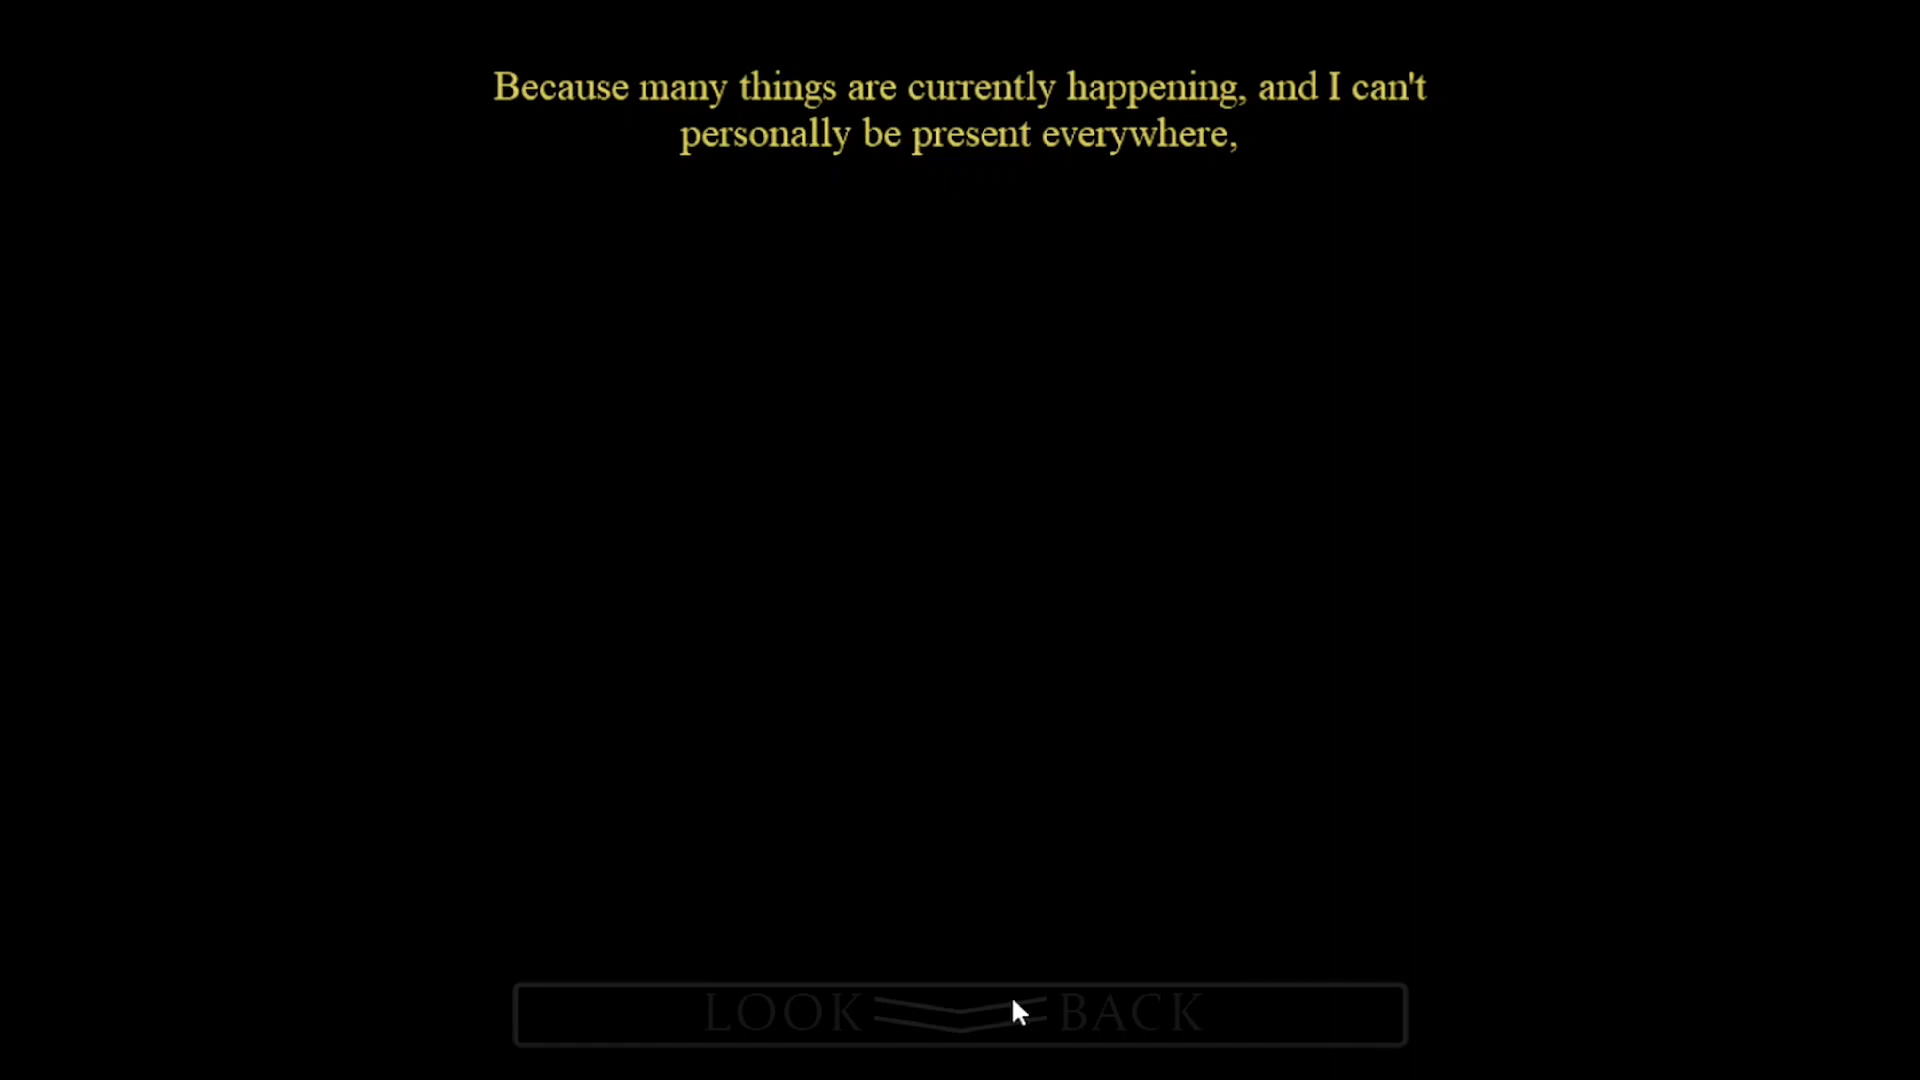 Because many things are currently happening, and I can't
personally be present everywhere,
LOOK BACK